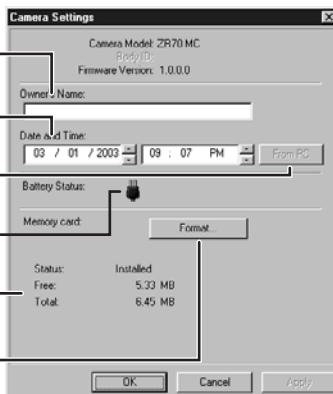 Camera Settings
Camera Model: ZR70 MC
Body ID:
Firmware Version: 1.0.0.0
Owner's Name:
Date and Time:
03 / 01 / 2003 09 : 07 PM From PC
Battery Status:
Memory card: Format...
Status: Installed
Free: 5.33 MB
Total: 6.45 MB
OK Cancel Apply